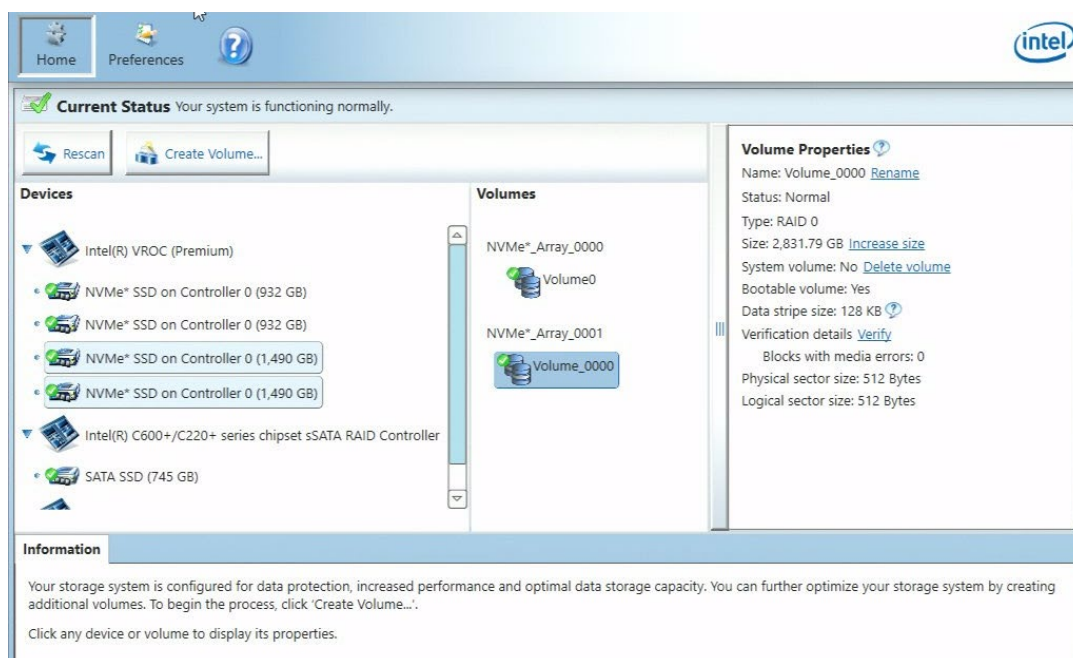 Home
Preferences
?
intel
Current Status Your system is functioning normally.
Rescan
Create Volume...
Devices
Intel(R) VROC (Premium)
NVMe* SSD on Controller 0 (932 GB)
NVMe* SSD on Controller 0 (932 GB)
NVMe* SSD on Controller 0 (1,490 GB)
NVMe* SSD on Controller 0 (1,490 GB)
Intel(R) C600+/C220+ series chipset sSATA RAID Controller
SATA SSD (745 GB)
Volumes
NVMe*_Array_0000
Volume0
NVMe*_Array_0001
Volume_0000
Volume Properties ?
Name: Volume_0000 Rename
Status: Normal
Type: RAID 0
Size: 2,831.79 GB Increase size
System volume: No Delete volume
Bootable volume: Yes
Data stripe size: 128 KB ?
Verification details Verify
Blocks with media errors: 0
Physical sector size: 512 Bytes
Logical sector size: 512 Bytes
Information
Your storage system is configured for data protection, increased performance and optimal data storage capacity. You can further optimize your storage system by creating
additional volumes. To begin the process, click 'Create Volume...'.
Click any device or volume to display its properties.